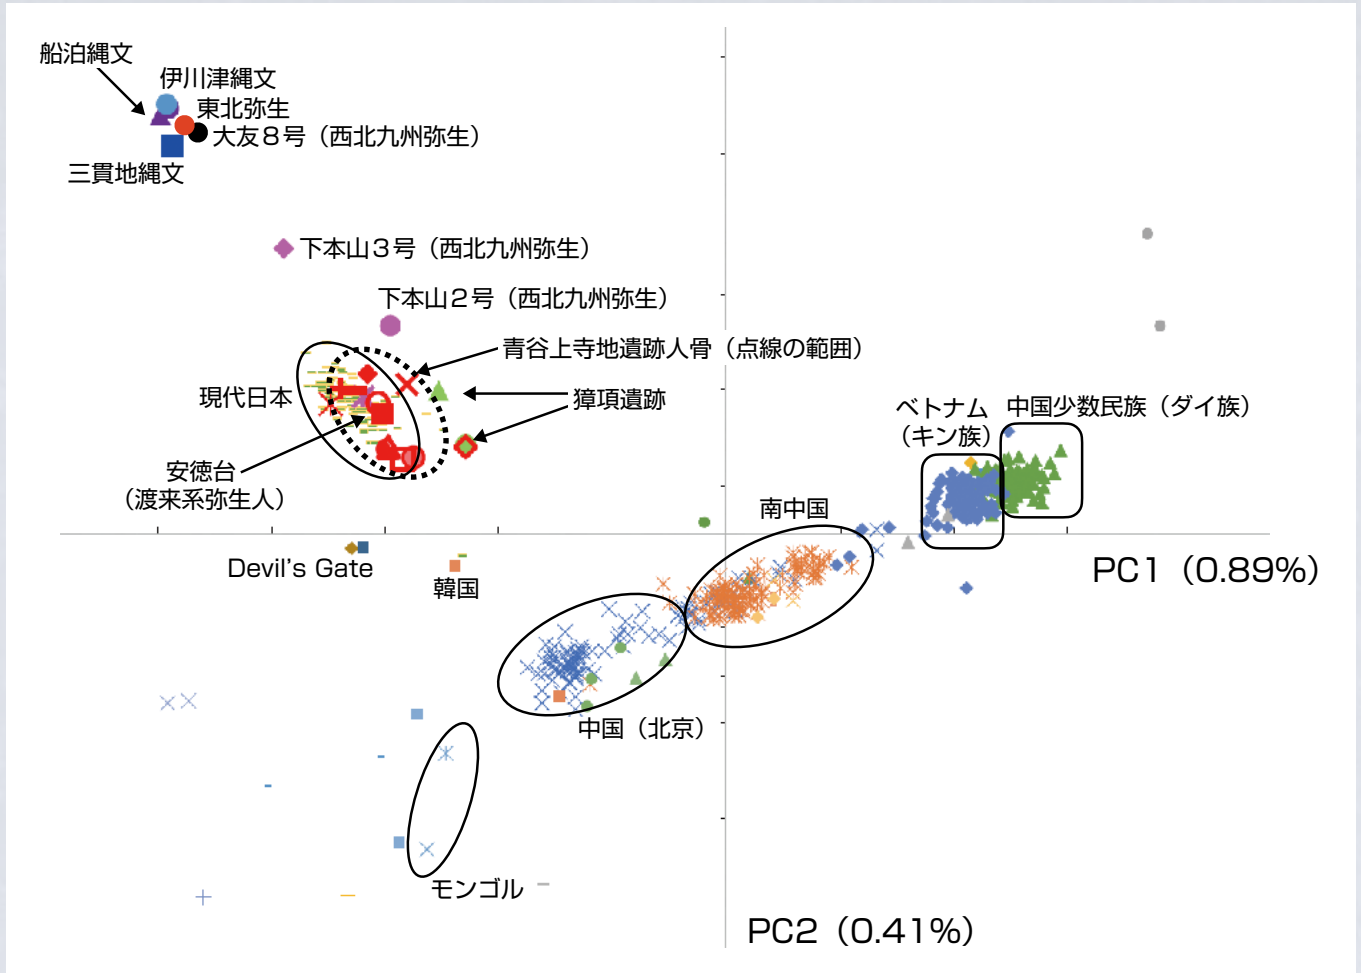 船泊縄文
伊川津縄文
東北弥生
大友8号（西北九州弥生）
三貫地縄文
下本山3号（西北九州弥生）
下本山2号（西北九州弥生）
青谷上寺地遺跡人骨（点線の範囲）
現代日本
獐項遺跡
ベトナム
（キン族）
中国少数民族（ダイ族）
安徳台
（渡来系弥生人）
南中国
Devil's Gate
韓国
PC1（0.89%）
中国（北京）
モンゴル
PC2（0.41%）